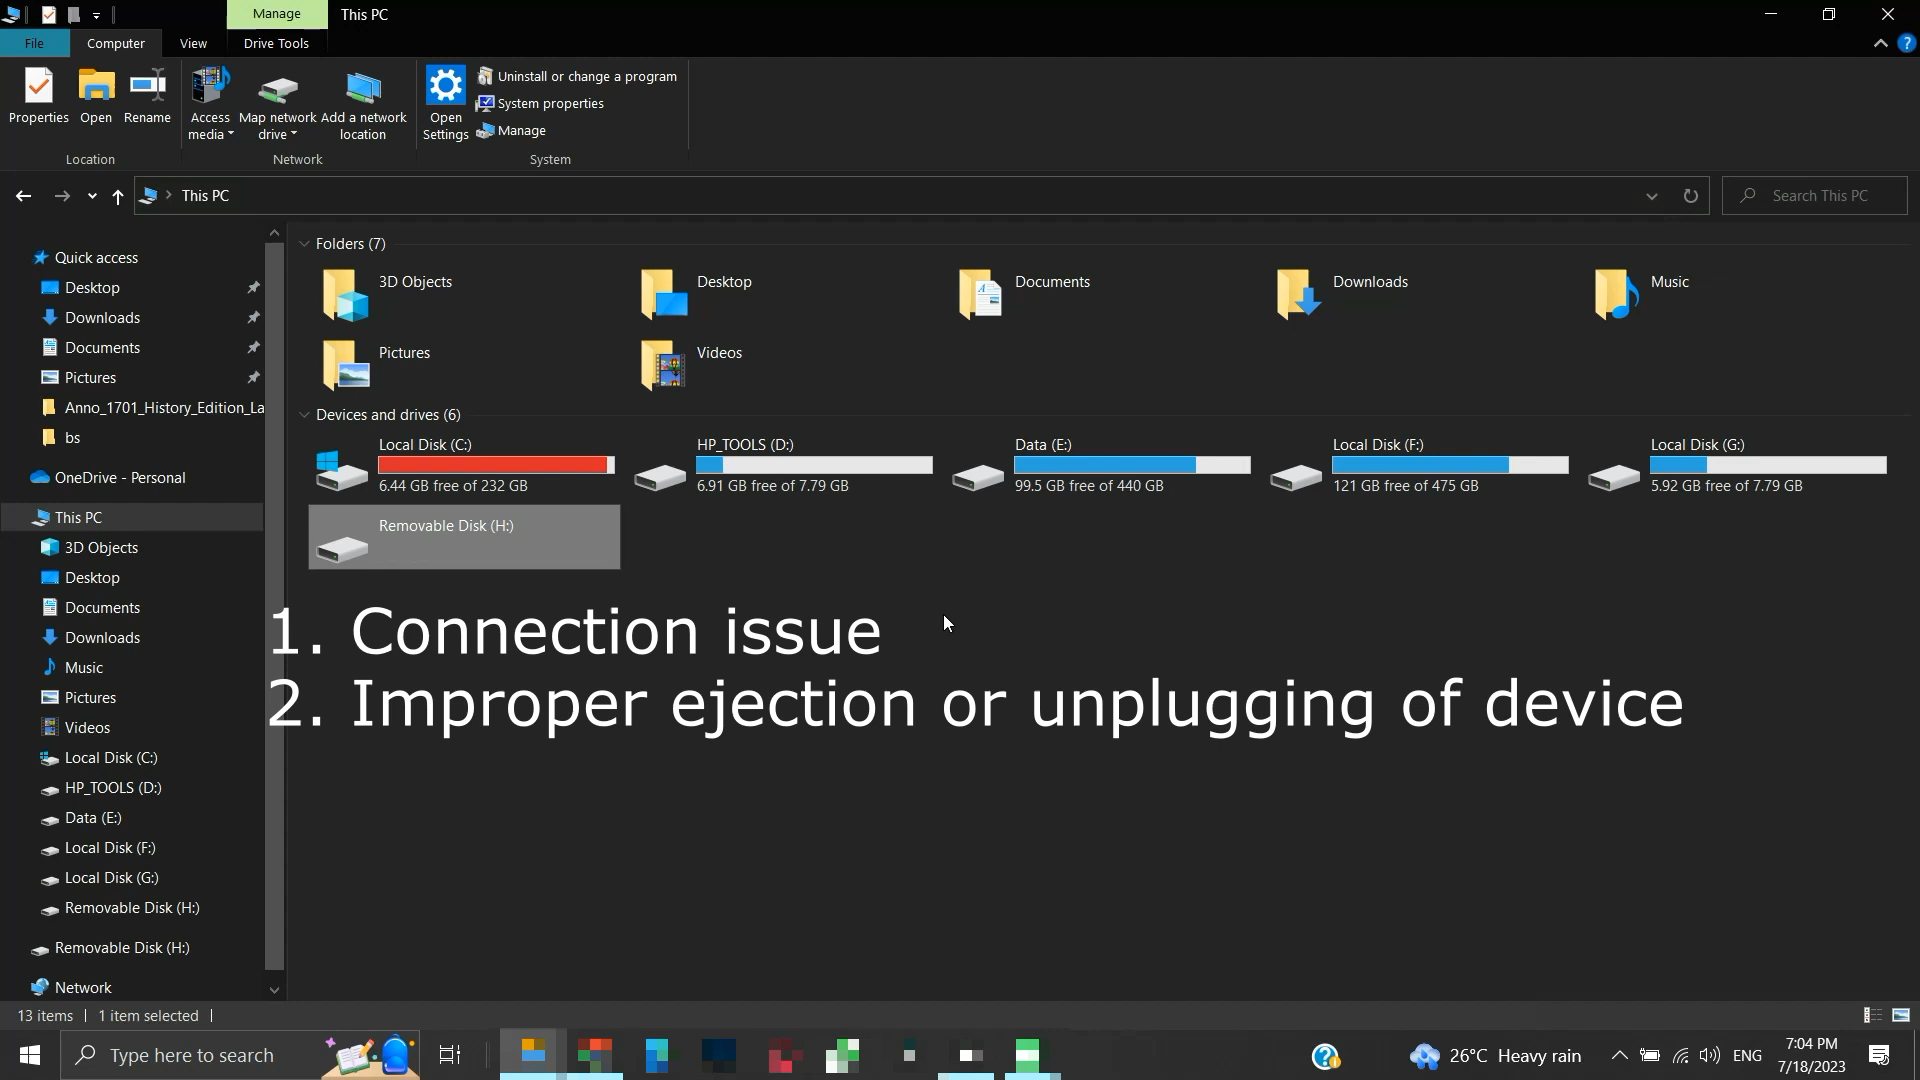 Manage
This PC
File
Computer
View
Drive Tools
Properties
Open
Rename
Access media
Map network drive
Add a network location
Open Settings
Uninstall or change a program
System properties
Manage
Location
Network
System
This PC
Search This PC
Quick access
Desktop
Downloads
Documents
Pictures
Anno_1701_History_Edition_La
bs
OneDrive - Personal
This PC
3D Objects
Desktop
Documents
Downloads
Music
Pictures
Videos
Local Disk (C:)
HP_TOOLS (D:)
Data (E:)
Local Disk (F:)
Local Disk (G:)
Removable Disk (H:)
Removable Disk (H:)
Network
Folders (7)
3D Objects
Desktop
Documents
Downloads
Music
Pictures
Videos
Devices and drives (6)
Local Disk (C:)
6.44 GB free of 232 GB
HP_TOOLS (D:)
6.91 GB free of 7.79 GB
Data (E:)
99.5 GB free of 440 GB
Local Disk (F:)
121 GB free of 475 GB
Local Disk (G:)
5.92 GB free of 7.79 GB
Removable Disk (H:)
1. Connection issue
2. Improper ejection or unplugging of device
13 items
1 item selected
Type here to search
26°C Heavy rain
ENG
7:04 PM
7/18/2023